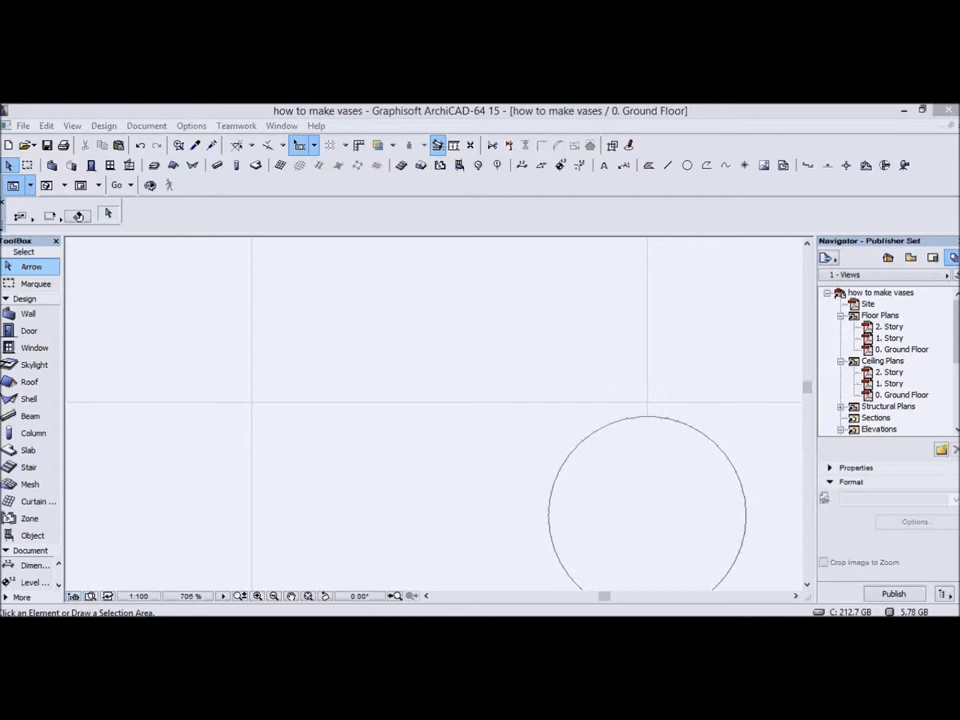 how to make vases - Graphisoft ArchiCAD-64 15 - [how to make vases / 0. Ground Floor]
File Edit View Design Document Options Teamwork Window Help
Go
ToolBox
Select
Arrow
Marquee
Design
Wall
Door
Window
Skylight
Roof
Shell
Beam
Column
Slab
Stair
Mesh
Curtain ...
Zone
Object
Document
Dimen...
Level ...
More
Navigator - Publisher Set
1 - Views
how to make vases
Site
Floor Plans
2. Story
1. Story
0. Ground Floor
Ceiling Plans
2. Story
1. Story
0. Ground Floor
Structural Plans
Sections
Elevations
Properties
Format
Options...
Crop image to Zoom
Publish
1:100 706 % 0.00°
Click an Element or Draw a Selection Area.
C: 212.7 GB 5.78 GB